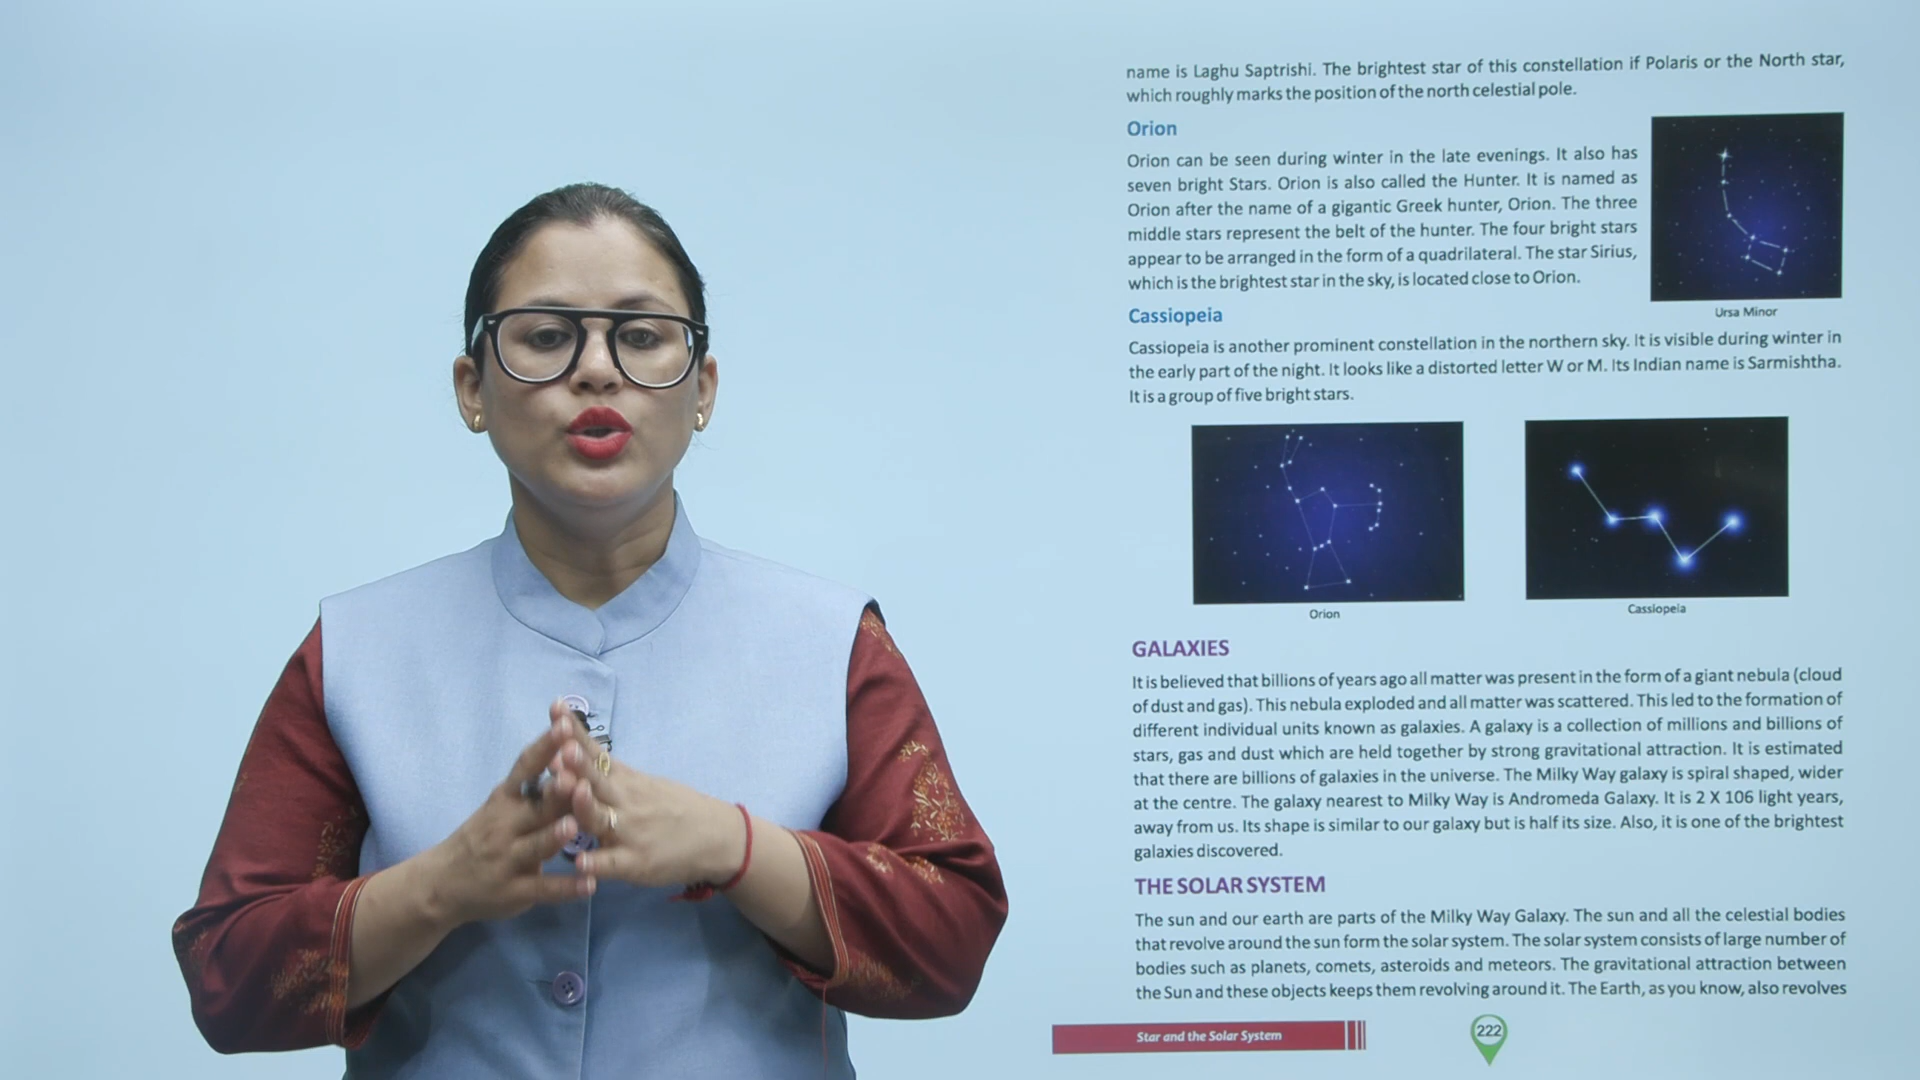 name is Laghu Saptrishi. The brightest star of this constellation if Polaris or the North star,
which roughly marks the position of the north celestial pole.
Orion
Orion can be seen during winter in the late evenings. It also has
seven bright Stars. Orion is also called the Hunter. It is named as
Orion after the name of a gigantic Greek hunter, Orion. The three
middle stars represent the belt of the hunter. The four bright stars
appear to be arranged in the form of a quadrilateral. The star Sirius,
which is the brightest star in the sky, is located close to Orion.
Ursa Minor
Cassiopeia
Cassiopeia is another prominent constellation in the northern sky. It is visible during winter in
the early part of the night. It looks like a distorted letter W or M. Its Indian name is Sarmishtha.
It is a group of five bright stars.
Orion
Cassiopeia
GALAXIES
It is believed that billions of years ago all matter was present in the form of a giant nebula (cloud
of dust and gas). This nebula exploded and all matter was scattered. This led to the formation of
different individual units known as galaxies. A galaxy is a collection of millions and billions of
stars, gas and dust which are held together by strong gravitational attraction. It is estimated
that there are billions of galaxies in the universe. The Milky Way galaxy is spiral shaped, wider
at the centre. The galaxy nearest to Milky Way is Andromeda Galaxy. It is 2 X 106 light years,
away from us. Its shape is similar to our galaxy but is half its size. Also, it is one of the brightest
galaxies discovered.
THE SOLAR SYSTEM
The sun and our earth are parts of the Milky Way Galaxy. The sun and all the celestial bodies
that revolve around the sun form the solar system. The solar system consists of large number of
bodies such as planets, comets, asteroids and meteors. The gravitational attraction between
the Sun and these objects keeps them revolving around it. The Earth, as you know, also revolves
Star and the Solar System
222